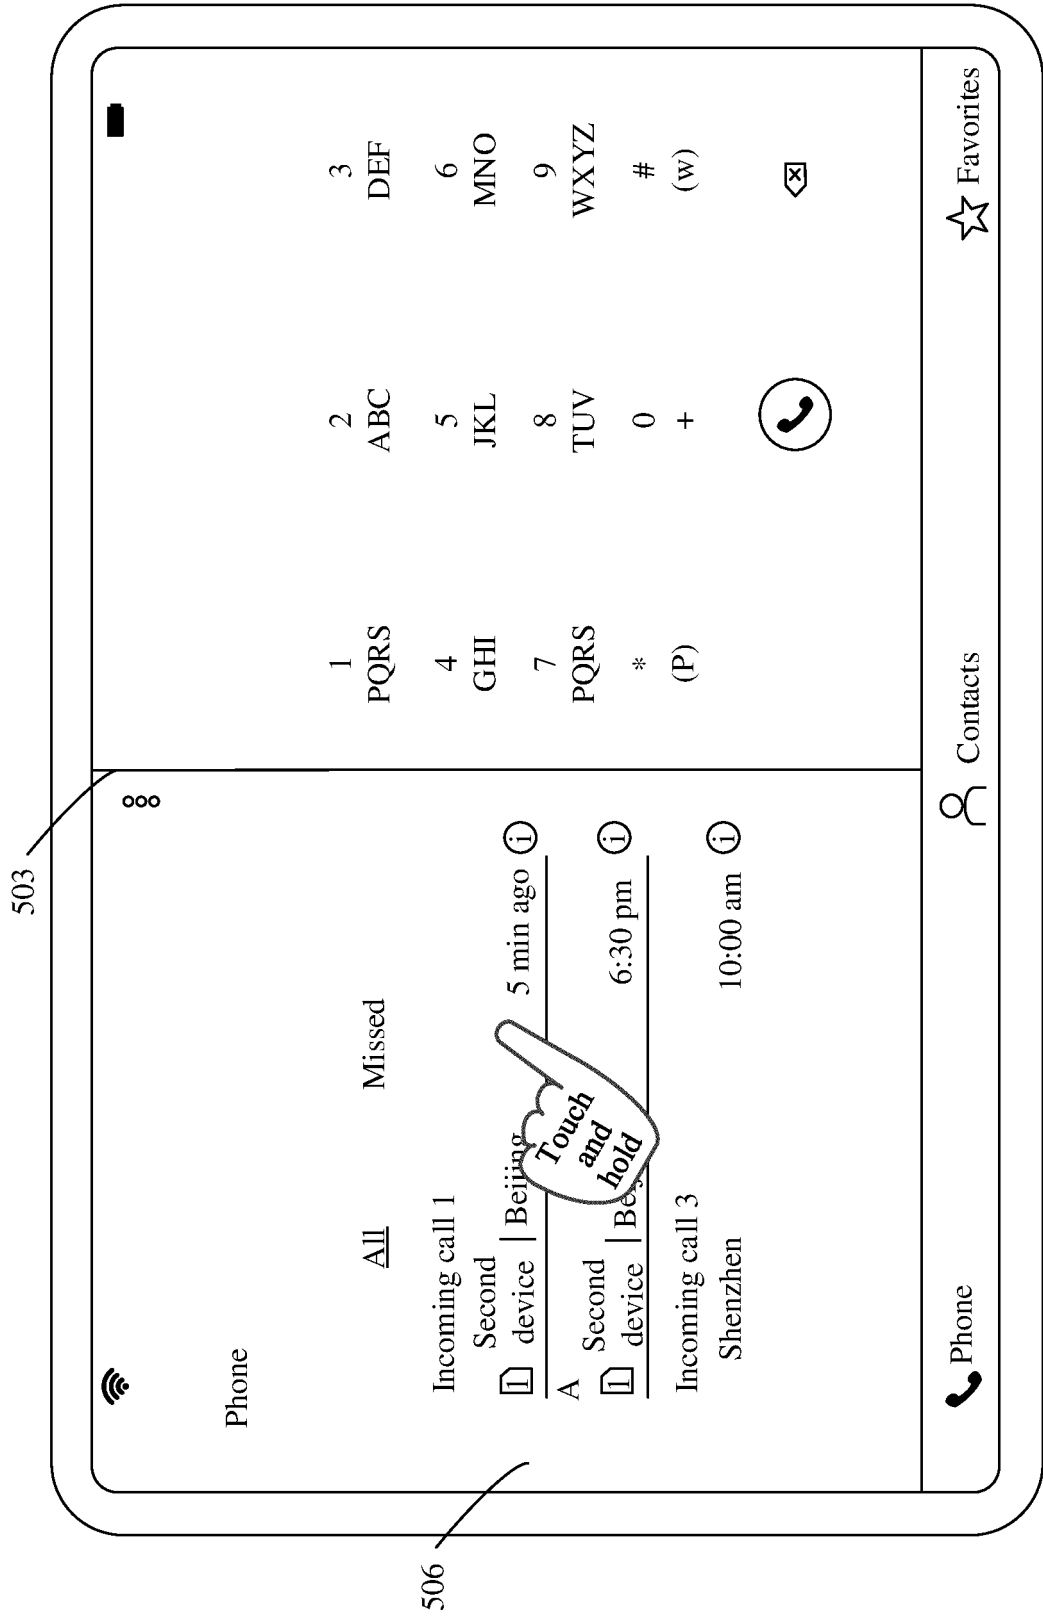 503
506
Phone
All Missed
Incoming call 1
Second
1 device | Beijing 5 min ago i
A
Second
1 device | 6:30 pm i
Incoming call 3
Shenzhen 10:00 am i
1 2 3
PQRS ABC DEF
4 5 6
GHI JKL MNO
7 8 9
PQRS TUV WXYZ
* 0 #
(P) + (w)
Touch
and
hold
Phone Contacts Favorites